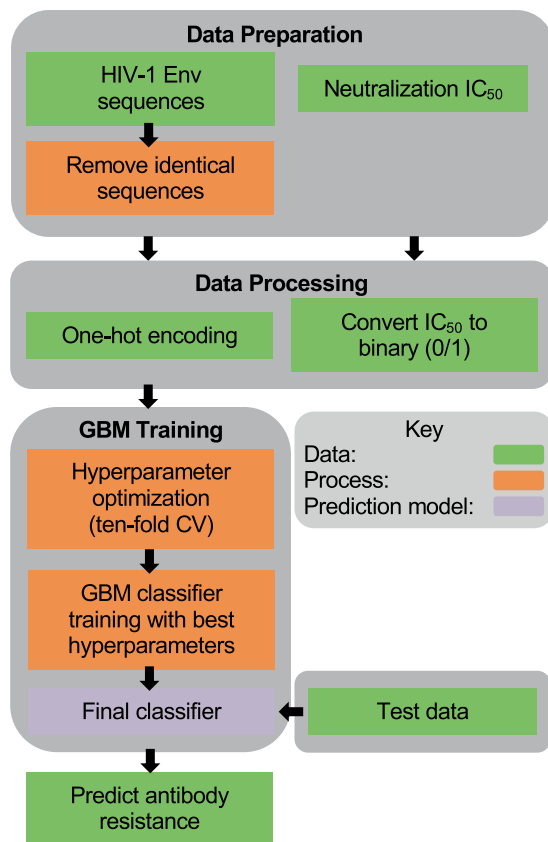 Data Preparation
HIV-1 Env
sequences
Neutralization IC₅₀
Remove identical
sequences
Data Processing
One-hot encoding
Convert IC₅₀ to
binary (0/1)
GBM Training
Hyperparameter
optimization
(ten-fold CV)
GBM classifier
training with best
hyperparameters
Final classifier
Key
Data:
Process:
Prediction model:
Test data
Predict antibody
resistance